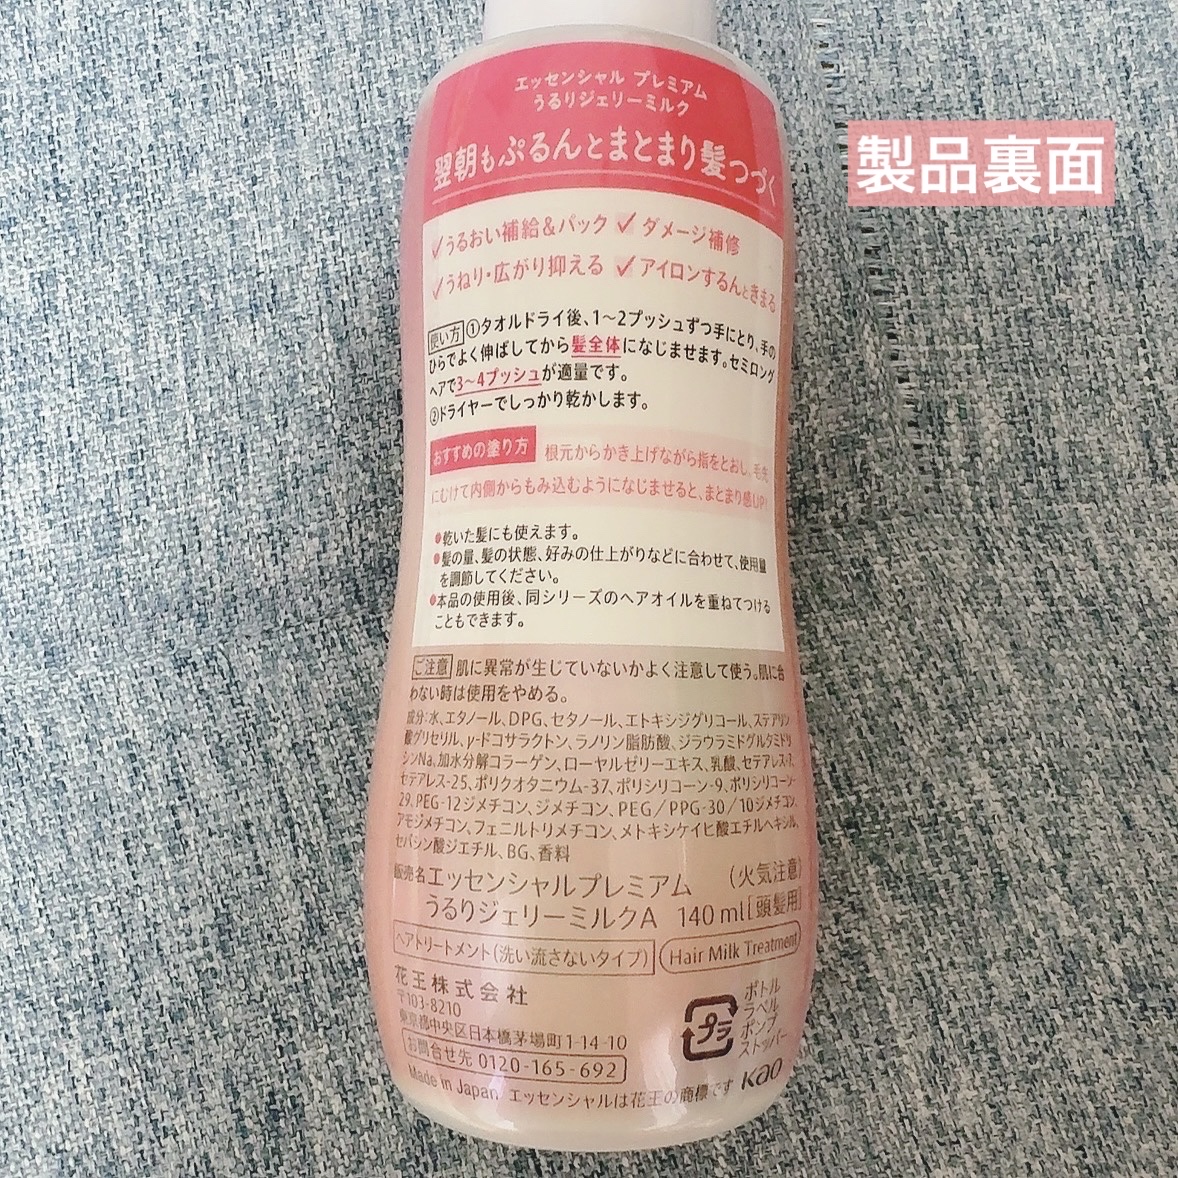 製品裏面
エッセンシャル プレミアム
うるりジェリーミルク
翌朝もぷるんとまとまり髪つづく
✓うるおい補給&パック ✓ダメージ補修
✓うねり・広がり抑える ✓アイロンするんときまる
使い方 ①タオルドライ後、1〜2プッシュずつ手にとり、手の
ひらでよく伸ばしてから髪全体になじませます。セミロング
ヘアで3〜4プッシュが適量です。
②ドライヤーでしっかり乾かします。
おすすめの塗り方 根元からかき上げながら指をとおし、毛先
にむけて内側からもみ込むようになじませると、まとまり感UP!
●乾いた髪にも使えます。
●髪の量、髪の状態、好みの仕上がりなどに合わせて、使用量
を調節してください。
●本品の使用後、同シリーズのヘアオイルを重ねてつける
こともできます。
ご注意 肌に異常が生じていないかよく注意して使う。肌に合
わない時は使用をやめる。
成分:水、エタノール、DPG、セタノール、エトキシジグリコール、ステアリン
酸グリセリル、γ-ドコサラクトン、ラノリン脂肪酸、ジラウラミドグルタミドリ
シンNa、加水分解コラーゲン、ローヤルゼリーエキス、乳酸、セテアレス-7、
セテアレス-25、ポリクオタニウム-37、ポリシリコーン-9、ポリシリコーン-
29、PEG-12ジメチコン、ジメチコン、PEG/PPG-30/10ジメチコン、
アモジメチコン、フェニルトリメチコン、メトキシケイヒ酸エチルヘキシル、
セバシン酸ジエチル、BG、香料
販売名エッセンシャルプレミアム (火気注意)
うるりジェリーミルクA 140ml[頭髪用]
ヘアトリートメント(洗い流さないタイプ) Hair Milk Treatment
花王株式会社
〒103-8210
東京都中央区日本橋茅場町1-14-10
お問合せ先 0120-165-692
プラ
ボトル
ラベル
ポンプ
ストッパー
Made in Japan エッセンシャルは花王の商標です Kao